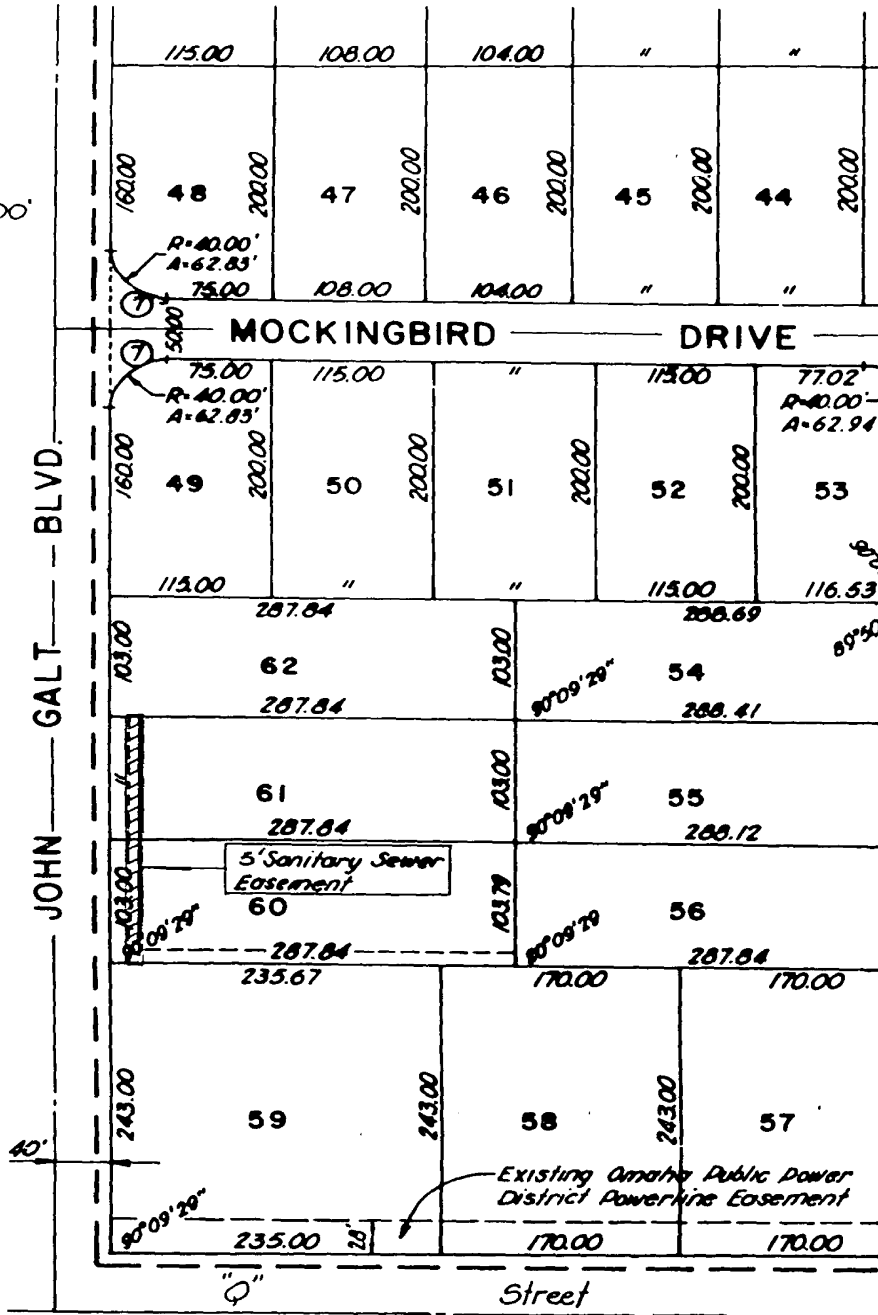 115.00 108.00 104.00 " "
160.00 48 200.00 47 200.00 46 200.00 45 200.00 44 200.00
R=40.00'
A=62.83'
7 75.00 108.00 104.00 " "
50.00
MOCKINGBIRD DRIVE
7 75.00 115.00 " 115.00 77.02
R=40.00' R=40.00'
A=62.83' A=62.94
160.00 49 200.00 50 200.00 51 200.00 52 200.00 53
115.00 " " 115.00 116.53
287.84 288.69
89°50
103.00 62 103.00 54
90°09'29"
287.84 288.41
" 61 103.00 55
90°09'29"
287.84 288.12
5' Sanitary Sewer
Easement
103.00 60 103.79 56
90°09'29" 90°09'29
287.84 287.84
235.67 170.00 170.00
JOHN GALT BLVD.
243.00 59 243.00 58 243.00 57
40'
Existing Omaha Public Power
District Powerline Easement
90°09'29"
235.00 28' 170.00 170.00
"Q" Street